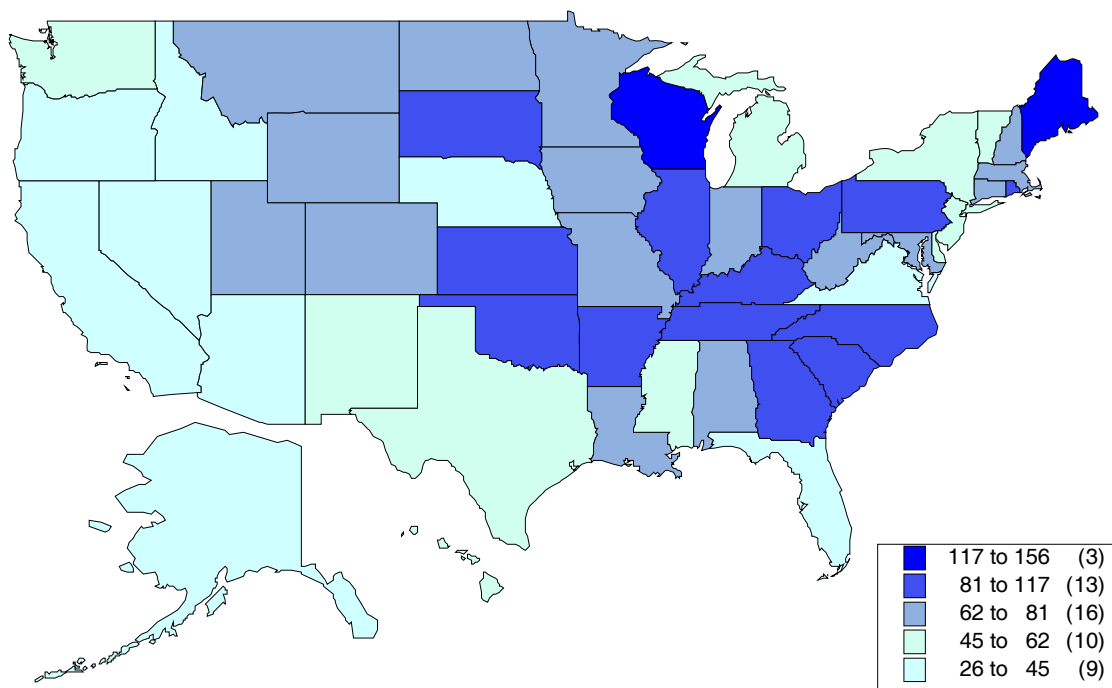 117 to 156 (3)
81 to 117 (13)
62 to 81 (16)
45 to 62 (10)
26 to 45 (9)